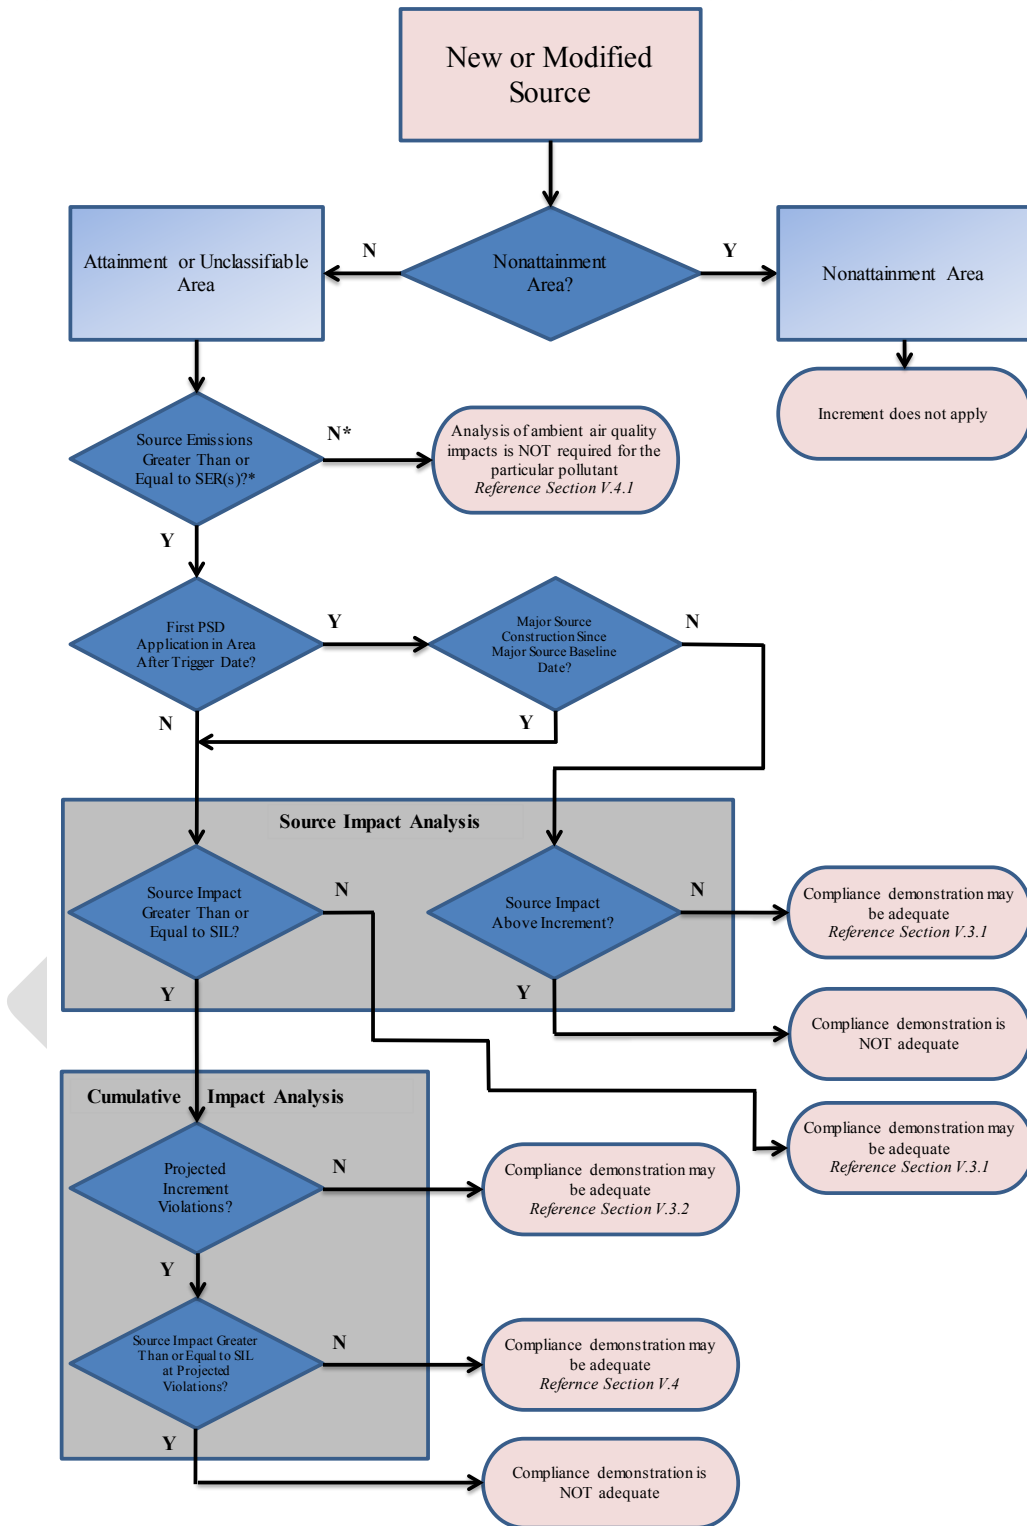 New or Modified
Source
Attainment or Unclassifiable
Area
N
Nonattainment
Area?
Y
Nonattainment Area
Increment does not apply
Source Emissions
Greater Than or
Equal to SER(s)?*
N*
Analysis of ambient air quality
impacts is NOT required for the
particular pollutant
Reference Section V.4.1
Y
First PSD
Application in Area
After Trigger Date?
Y
Major Source
Construction Since
Major Source Baseline
Date?
N
N
Y
Source Impact Analysis
Source Impact
Greater Than or
Equal to SIL?
N
Source Impact
Above Increment?
N
Compliance demonstration may
be adequate
Reference Section V.3.1
Y
Y
Compliance demonstration is
NOT adequate
Compliance demonstration may
be adequate
Reference Section V.3.1
Cumulative Impact Analysis
Projected
Increment
Violations?
N
Compliance demonstration may
be adequate
Reference Section V.3.2
Y
Source Impact Greater
Than or Equal to SIL
at Projected
Violations?
N
Compliance demonstration may
be adequate
Refernce Section V.4
Y
Compliance demonstration is
NOT adequate